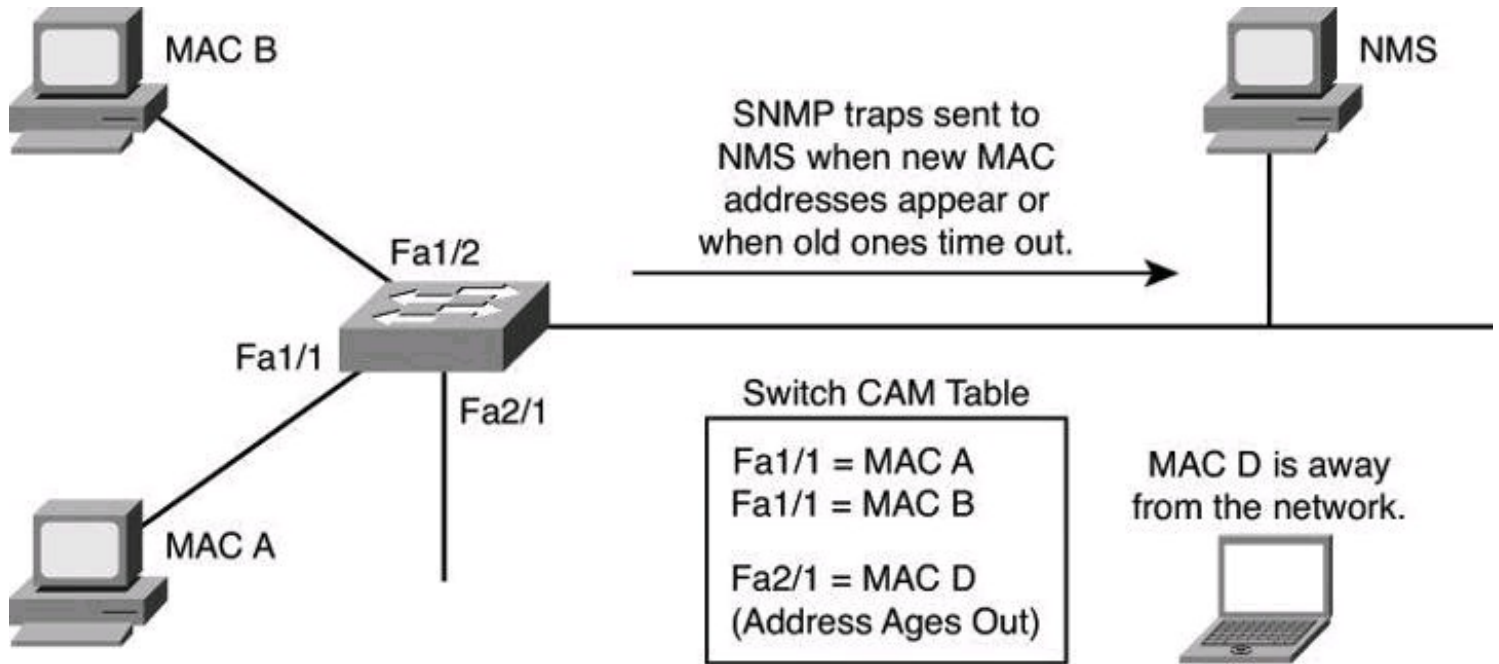 MAC B
NMS
SNMP traps sent to
NMS when new MAC
addresses appear or
when old ones time out.
Fa1/2
Fa1/1
Fa2/1
Switch CAM Table
Fa1/1 = MAC A
Fa1/1 = MAC B
Fa2/1 = MAC D
(Address Ages Out)
MAC D is away
from the network.
MAC A